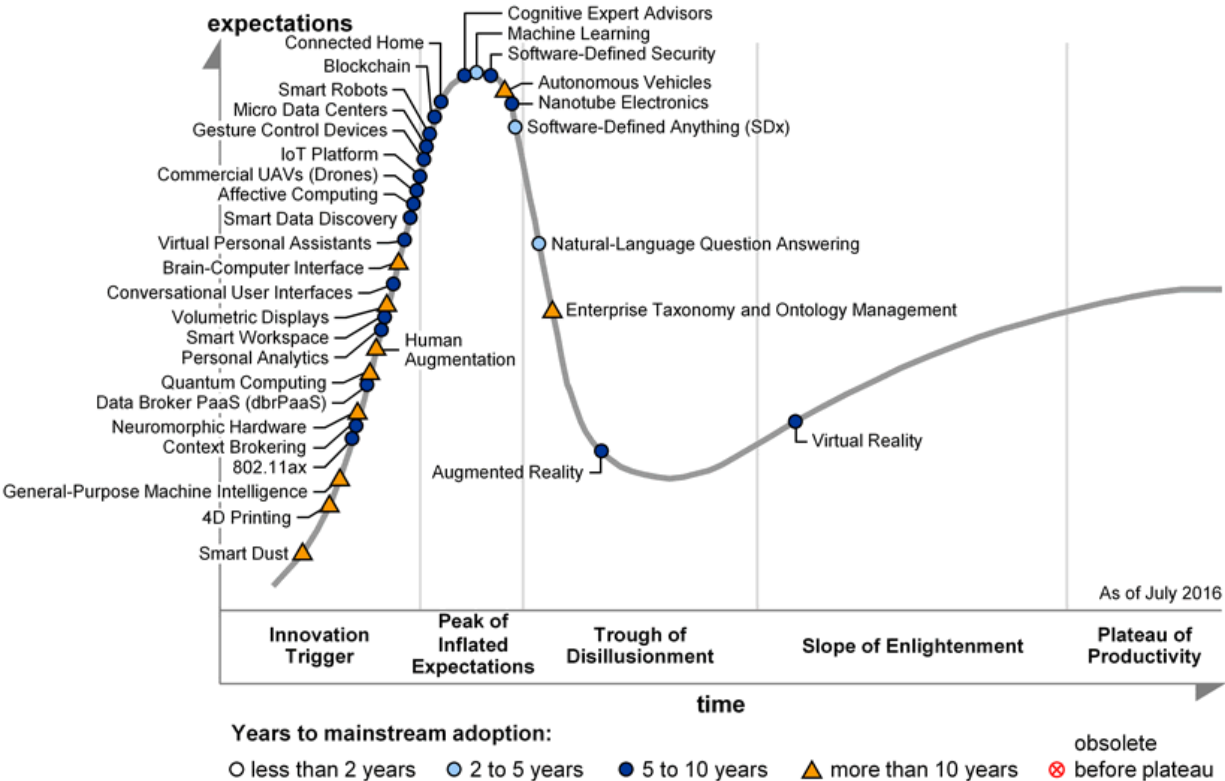 expectations
Cognitive Expert Advisors
Machine Learning
Connected Home
Software-Defined Security
Blockchain
Autonomous Vehicles
Smart Robots
Nanotube Electronics
Micro Data Centers
Gesture Control Devices
Software-Defined Anything (SDx)
IoT Platform
Commercial UAVs (Drones)
Affective Computing
Smart Data Discovery
Virtual Personal Assistants
Natural-Language Question Answering
Brain-Computer Interface
Conversational User Interfaces
Volumetric Displays
Enterprise Taxonomy and Ontology Management
Smart Workspace
Human
Augmentation
Personal Analytics
Quantum Computing
Data Broker PaaS (dbrPaaS)
Neuromorphic Hardware
Context Brokering
Virtual Reality
802.11ax
Augmented Reality
General-Purpose Machine Intelligence
4D Printing
Smart Dust
As of July 2016
Innovation
Trigger
Peak of
Inflated
Expectations
Trough of
Disillusionment
Slope of Enlightenment
Plateau of
Productivity
time
Years to mainstream adoption:
less than 2 years
2 to 5 years
5 to 10 years
more than 10 years
obsolete
before plateau